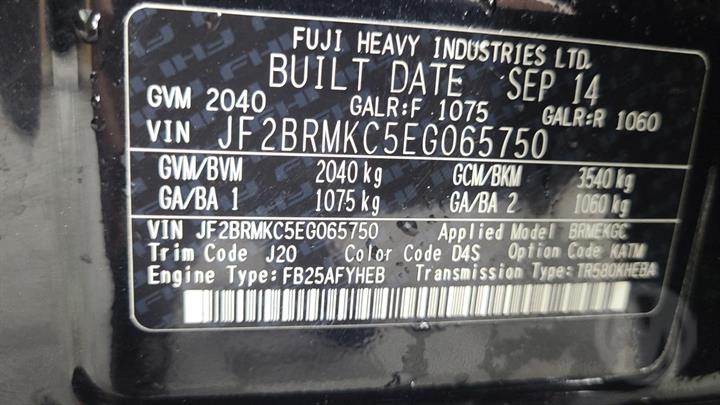 FUJI HEAVY INDUSTRIES LTD.
BUILT DATE SEP 14
GVM 2040 GALR:F 1075 GALR:R 1060
VIN JF2BRMKC5EG065750
GVM/BVM 2040 kg GCM/BKM 3540 kg
GA/BA 1 1075 kg GA/BA 2 1060 kg
VIN JF2BRMKC5EG065750 Applied Model BRMEKGC
Trim Code J20 Color Code D4S Option Code KATM
Engine Type: FB25AFYHEB Transmission Type: TR580KHEBA